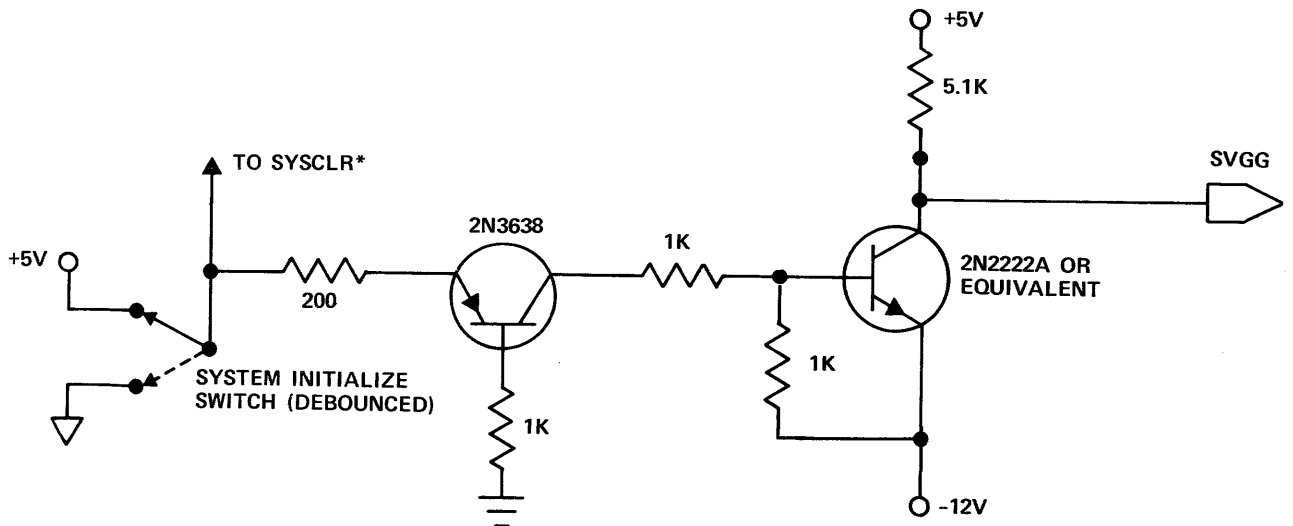 +5V
5.1K
TO SYSCLR*
SVGG
2N3638
1K
+5V
200
2N2222A OR
EQUIVALENT
1K
SYSTEM INITIALIZE
SWITCH (DEBOUNCED)
1K
-12V